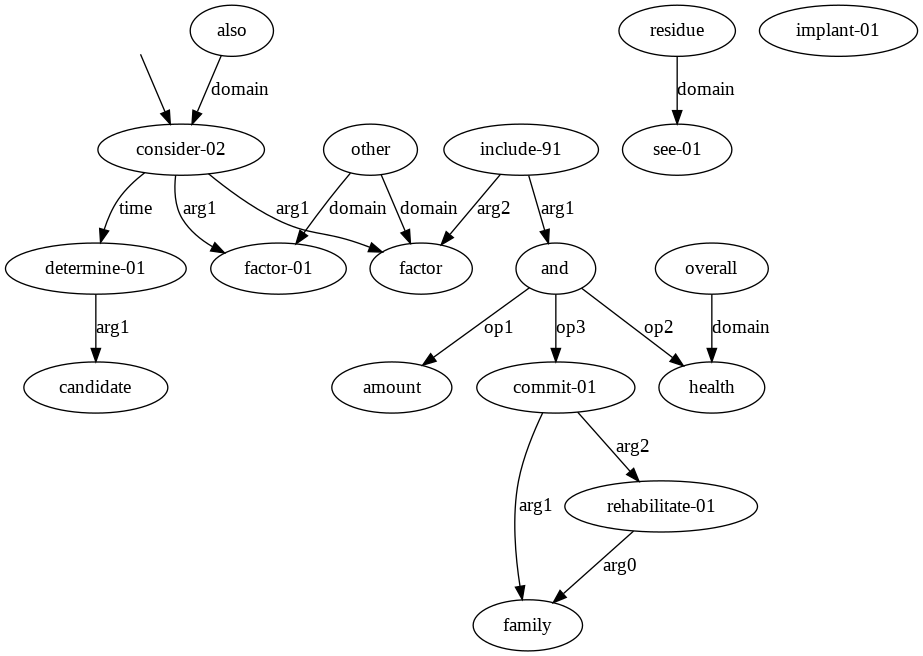 also
residue
implant-01
domain
domain
consider-02
other
include-91
see-01
time
arg1
arg1
domain
domain
arg2
arg1
determine-01
factor-01
factor
and
overall
arg1
op1
op3
op2
domain
candidate
amount
commit-01
health
arg2
arg1
rehabilitate-01
arg0
family